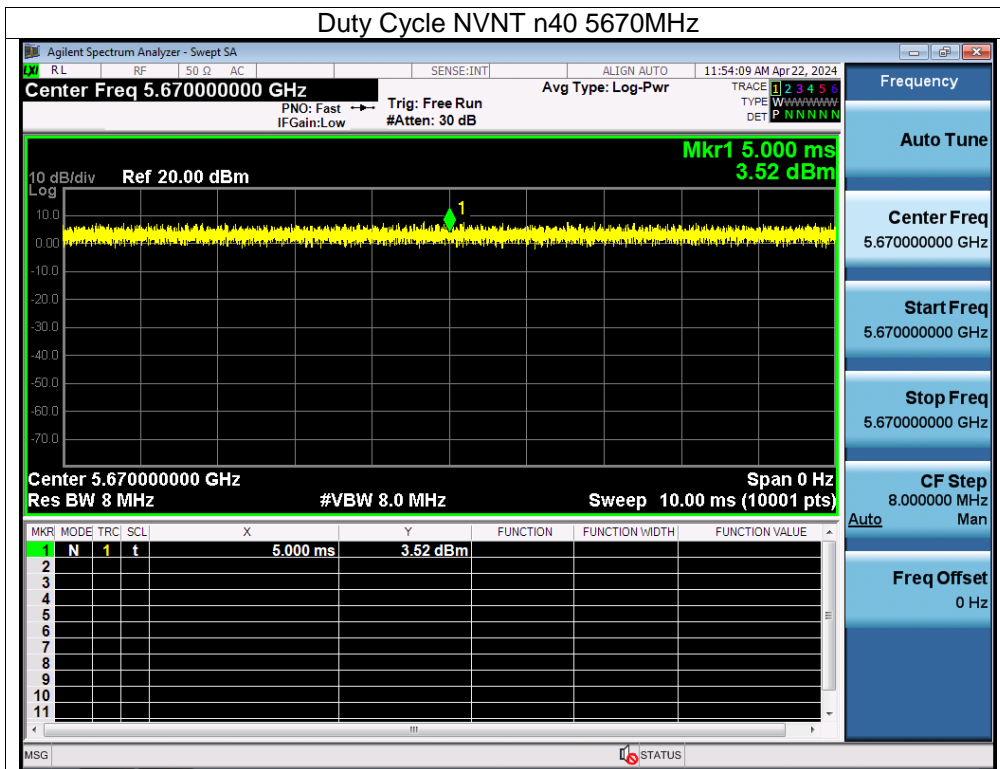 Duty Cycle NVNT n40 5670MHz
Agilent Spectrum Analyzer - Swept SA
LXI RL RF 50 Ω AC SENSE:INT ALIGN AUTO 11:54:09 AM Apr 22, 2024
Center Freq 5.670000000 GHz
PNO: Fast
IFGain:Low
Trig: Free Run
#Atten: 30 dB
Avg Type: Log-Pwr
TRACE 1 2 3 4 5 6
TYPE WWWWWW
DET P N N N N N
Mkr1 5.000 ms
3.52 dBm
10 dB/div Ref 20.00 dBm
Log
10.0
0.00
-10.0
-20.0
-30.0
-40.0
-50.0
-60.0
-70.0
1
Center 5.670000000 GHz Span 0 Hz
Res BW 8 MHz #VBW 8.0 MHz Sweep 10.00 ms (10001 pts)
MKR MODE TRC SCL X Y FUNCTION FUNCTION WIDTH FUNCTION VALUE
1 N 1 t 5.000 ms 3.52 dBm
2
3
4
5
6
7
8
9
10
11
MSG STATUS
Frequency
Auto Tune
Center Freq
5.670000000 GHz
Start Freq
5.670000000 GHz
Stop Freq
5.670000000 GHz
CF Step
8.000000 MHz
Auto Man
Freq Offset
0 Hz